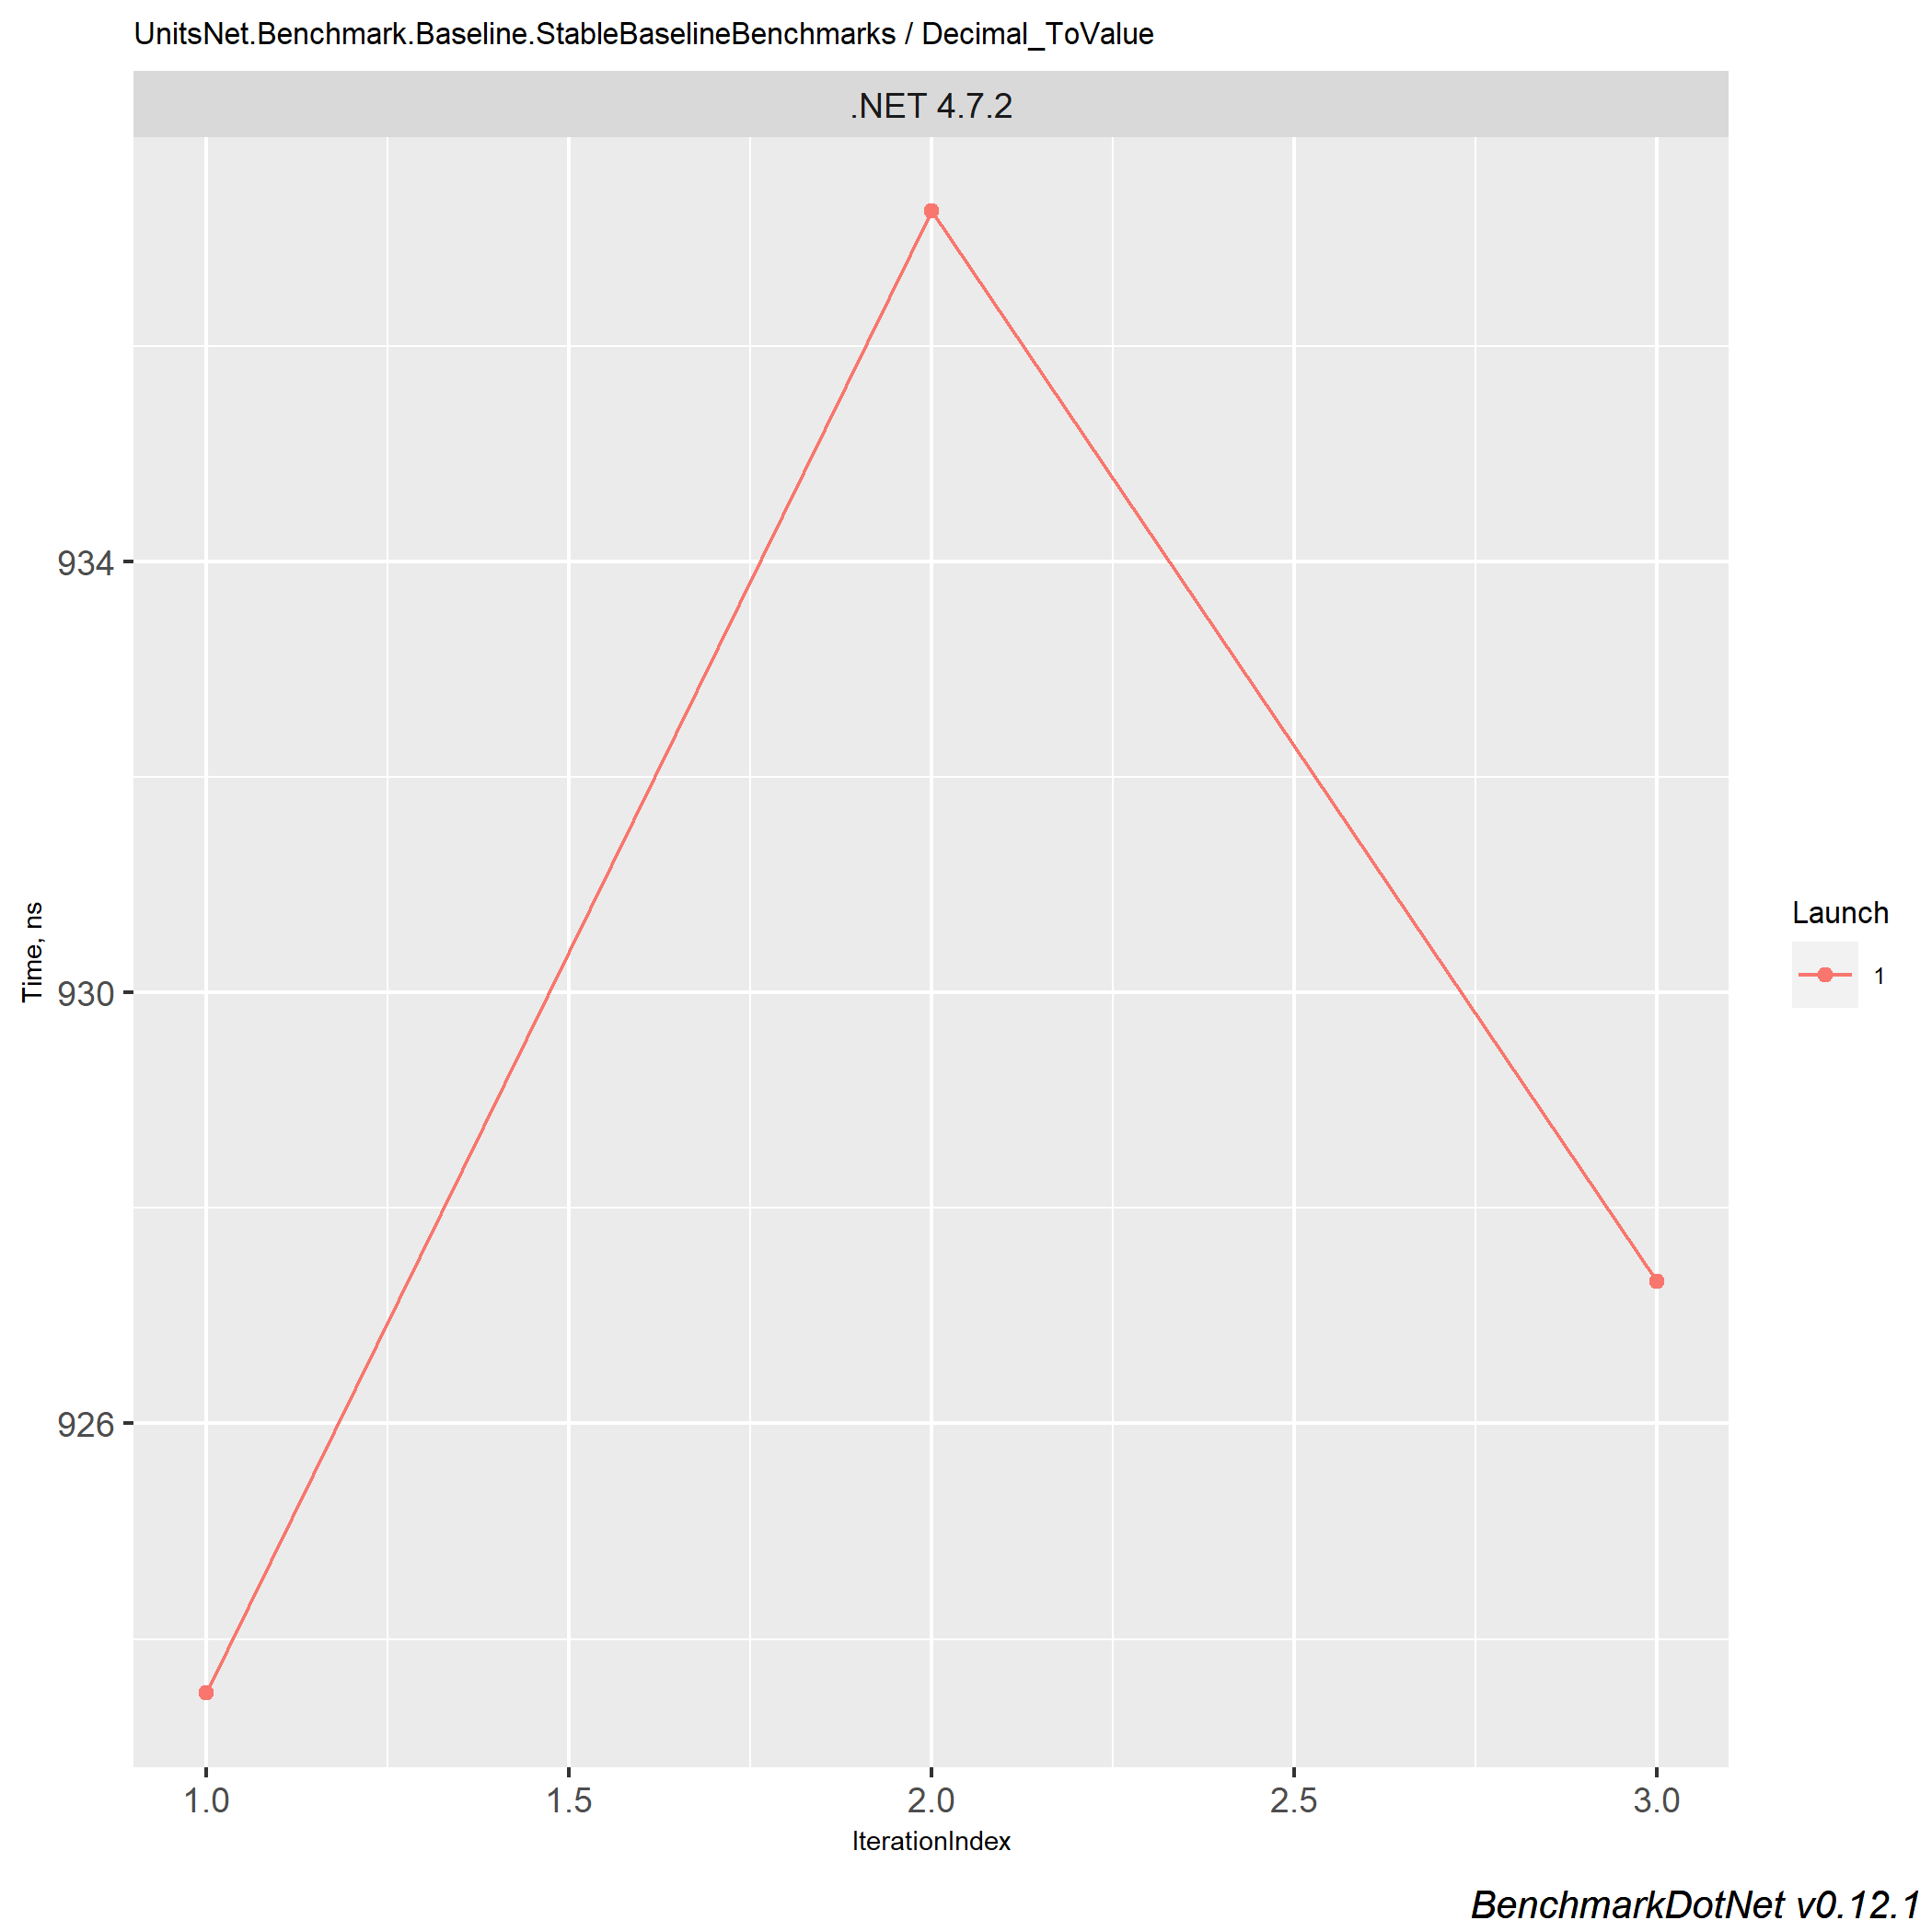 UnitsNet.Benchmark.Baseline.StableBaselineBenchmarks / Decimal_ToValue
.NET 4.7.2
934
930
926
Time, ns
1.0 1.5 2.0 2.5 3.0
IterationIndex
Launch
1
BenchmarkDotNet v0.12.1